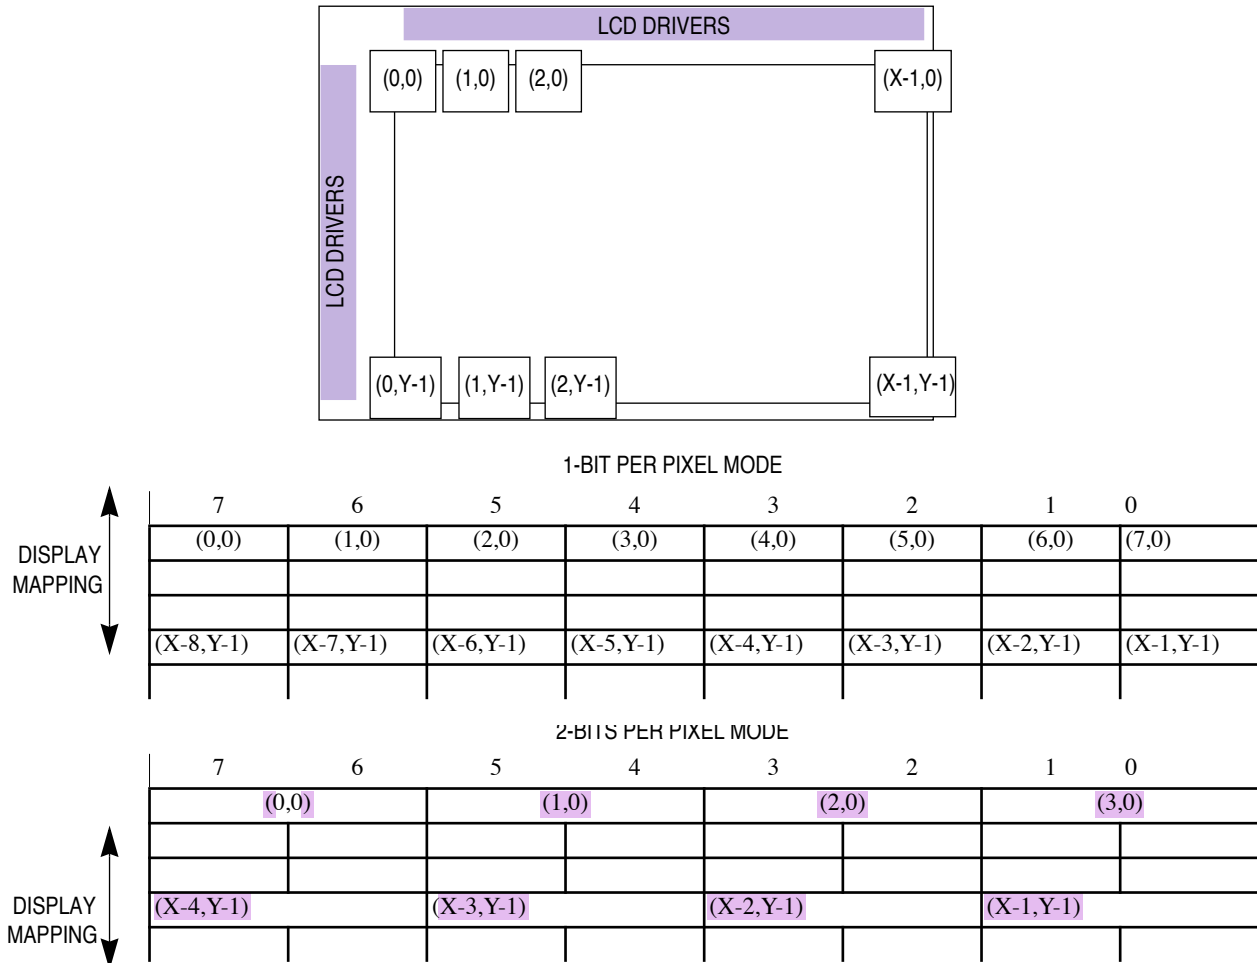 LCD DRIVERS
(0,0) (1,0) (2,0) (X-1,0)
LCD DRIVERS
(0,Y-1) (1,Y-1) (2,Y-1) (X-1,Y-1)
1-BIT PER PIXEL MODE
7 6 5 4 3 2 1 0
DISPLAY MAPPING
(0,0) (1,0) (2,0) (3,0) (4,0) (5,0) (6,0) (7,0)
(X-8,Y-1) (X-7,Y-1) (X-6,Y-1) (X-5,Y-1) (X-4,Y-1) (X-3,Y-1) (X-2,Y-1) (X-1,Y-1)
2-BITS PER PIXEL MODE
7 6 5 4 3 2 1 0
(0,0) (1,0) (2,0) (3,0)
DISPLAY MAPPING
(X-4,Y-1) (X-3,Y-1) (X-2,Y-1) (X-1,Y-1)